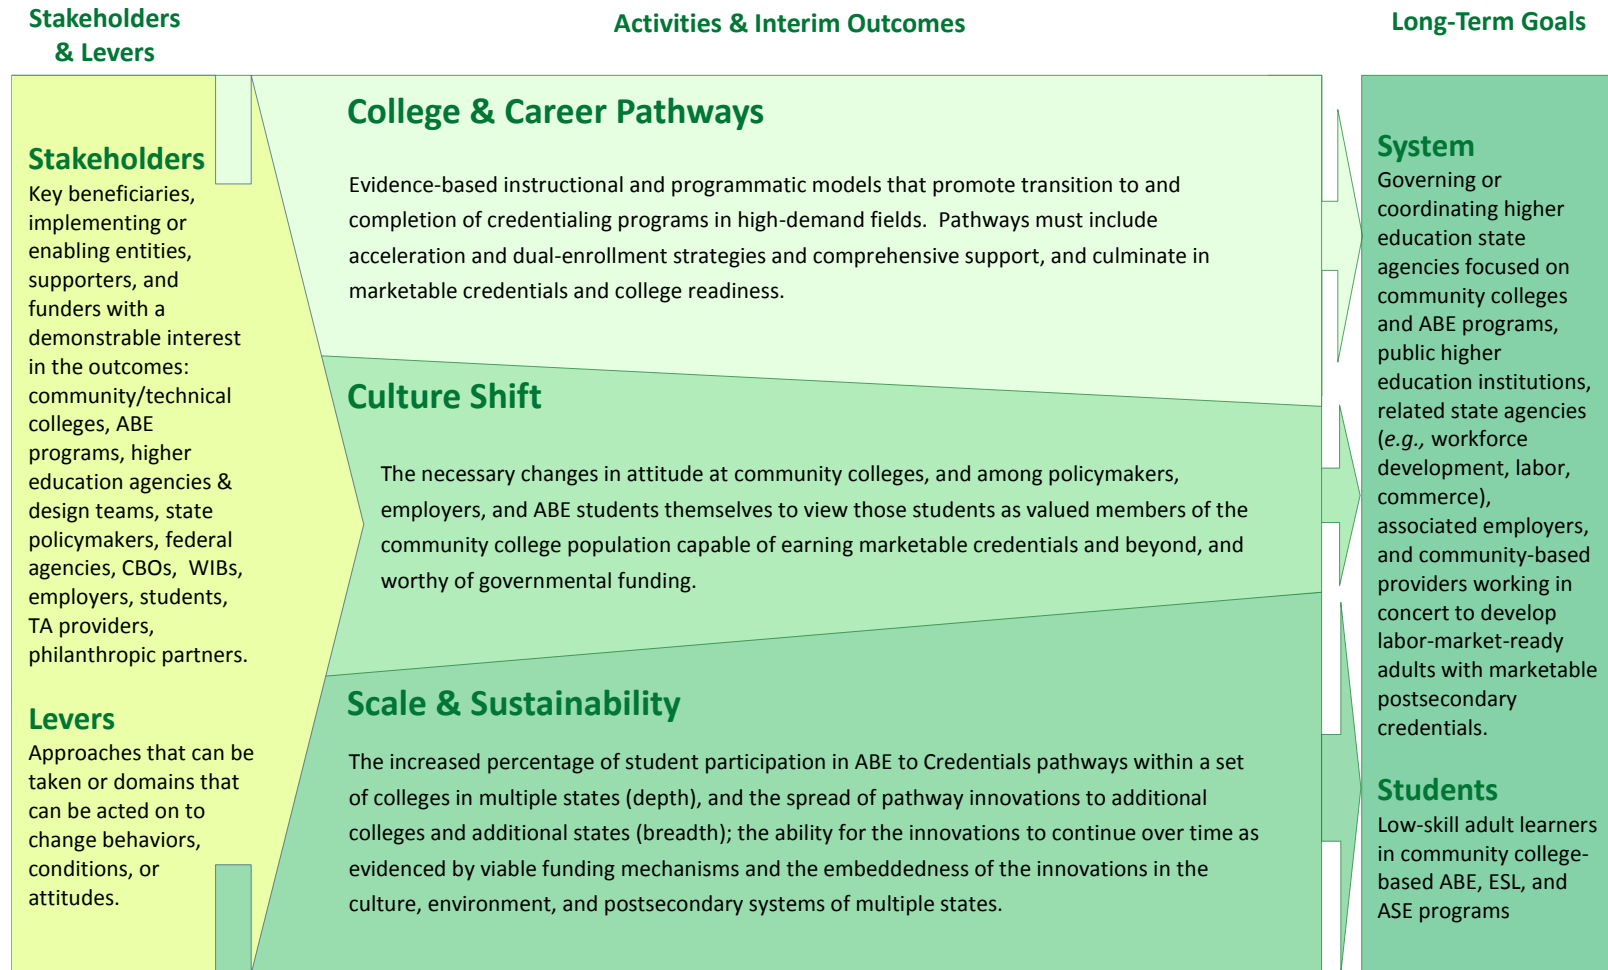 Stakeholders
& Levers
Activities & Interim Outcomes
Long-Term Goals
Stakeholders
Key beneficiaries,
implementing or
enabling entities,
supporters, and
funders with a
demonstrable interest
in the outcomes:
community/technical
colleges, ABE
programs, higher
education agencies &
design teams, state
policymakers, federal
agencies, CBOs,  WIBs,
employers, students,
TA providers,
philanthropic partners.
Levers
Approaches that can be
taken or domains that
can be acted on to
change behaviors,
conditions, or
attitudes.
College & Career Pathways
Evidence-based instructional and programmatic models that promote transition to and
completion of credentialing programs in high-demand fields.  Pathways must include
acceleration and dual-enrollment strategies and comprehensive support, and culminate in
marketable credentials and college readiness.
Culture Shift
The necessary changes in attitude at community colleges, and among policymakers,
employers, and ABE students themselves to view those students as valued members of the
community college population capable of earning marketable credentials and beyond, and
worthy of governmental funding.
Scale & Sustainability
The increased percentage of student participation in ABE to Credentials pathways within a set
of colleges in multiple states (depth), and the spread of pathway innovations to additional
colleges and additional states (breadth); the ability for the innovations to continue over time as
evidenced by viable funding mechanisms and the embeddedness of the innovations in the
culture, environment, and postsecondary systems of multiple states.
System
Governing or
coordinating higher
education state
agencies focused on
community colleges
and ABE programs,
public higher
education institutions,
related state agencies
(e.g., workforce
development, labor,
commerce),
associated employers,
and community-based
providers working in
concert to develop
labor-market-ready
adults with marketable
postsecondary
credentials.
Students
Low-skill adult learners
in community college-
based ABE, ESL, and
ASE programs